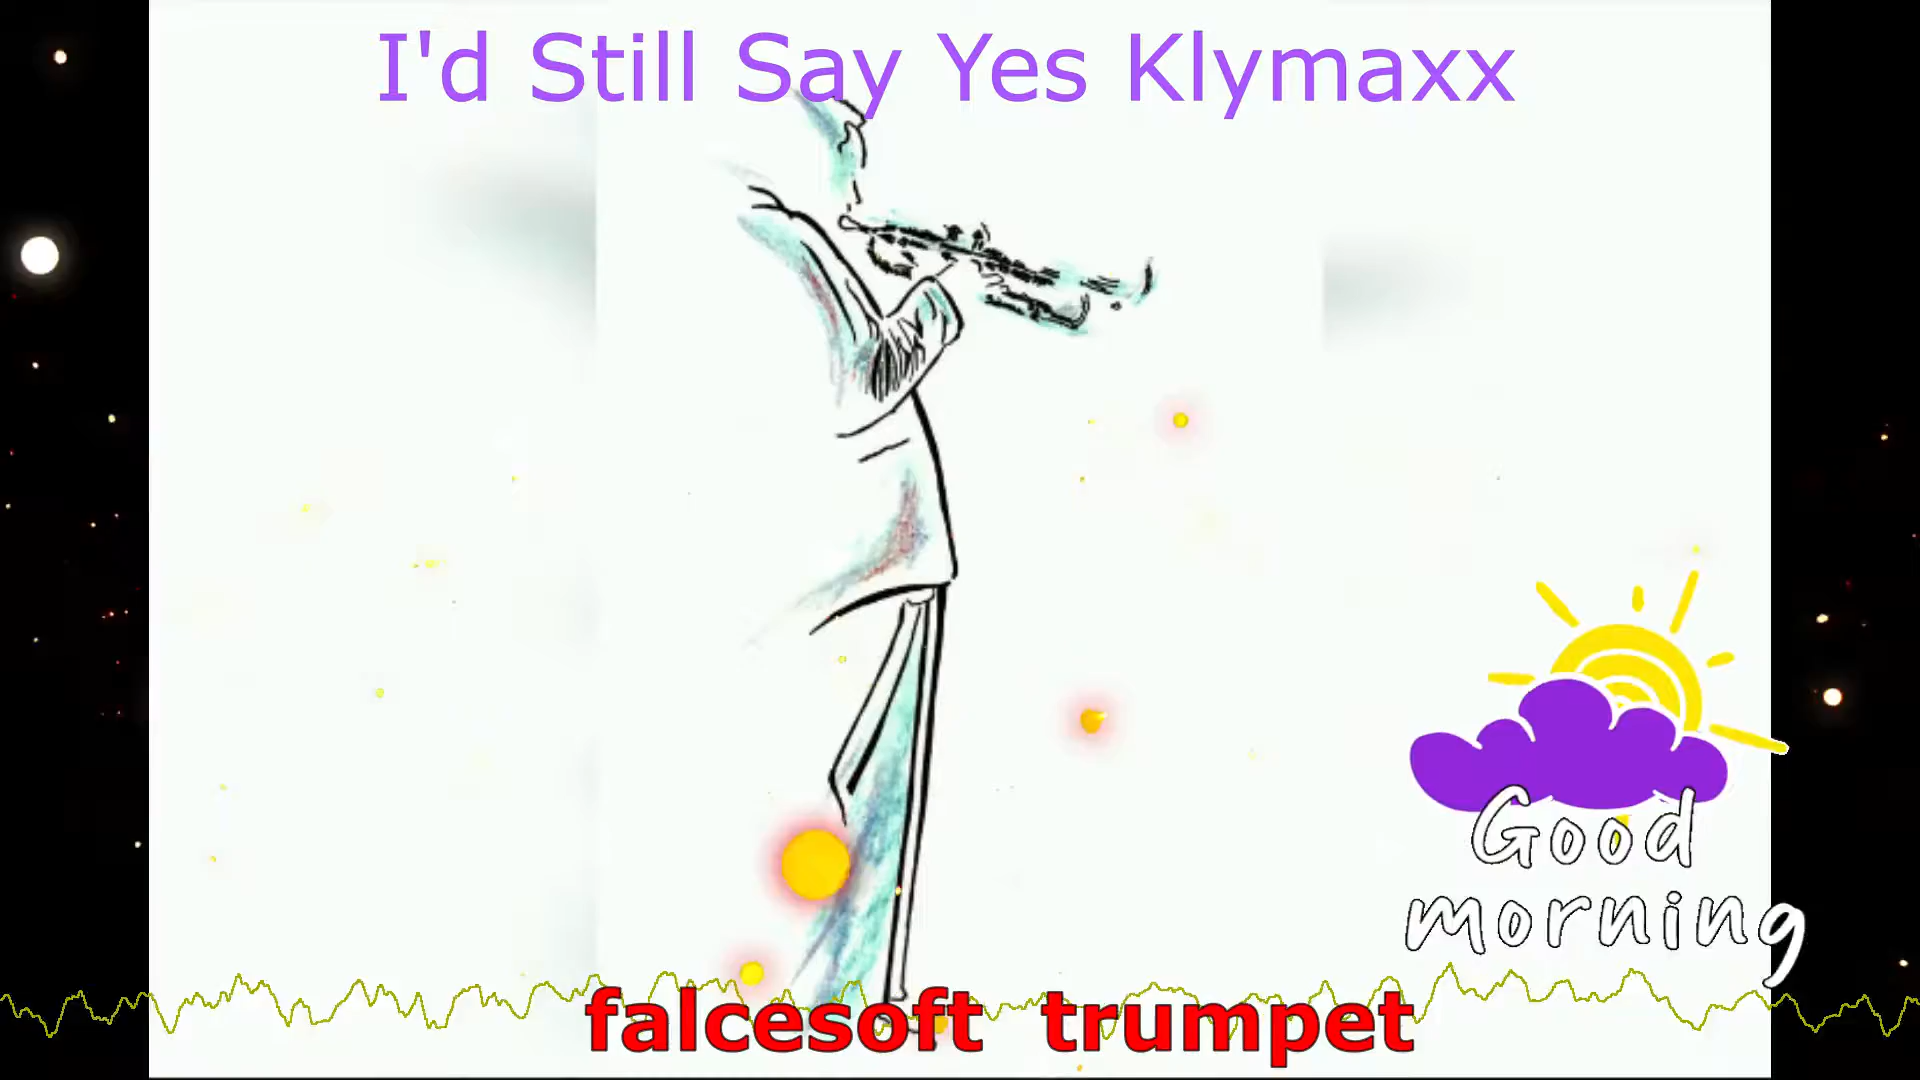 I'd Still Say Yes Klymaxx
Good
morning
falcesoft trumpet